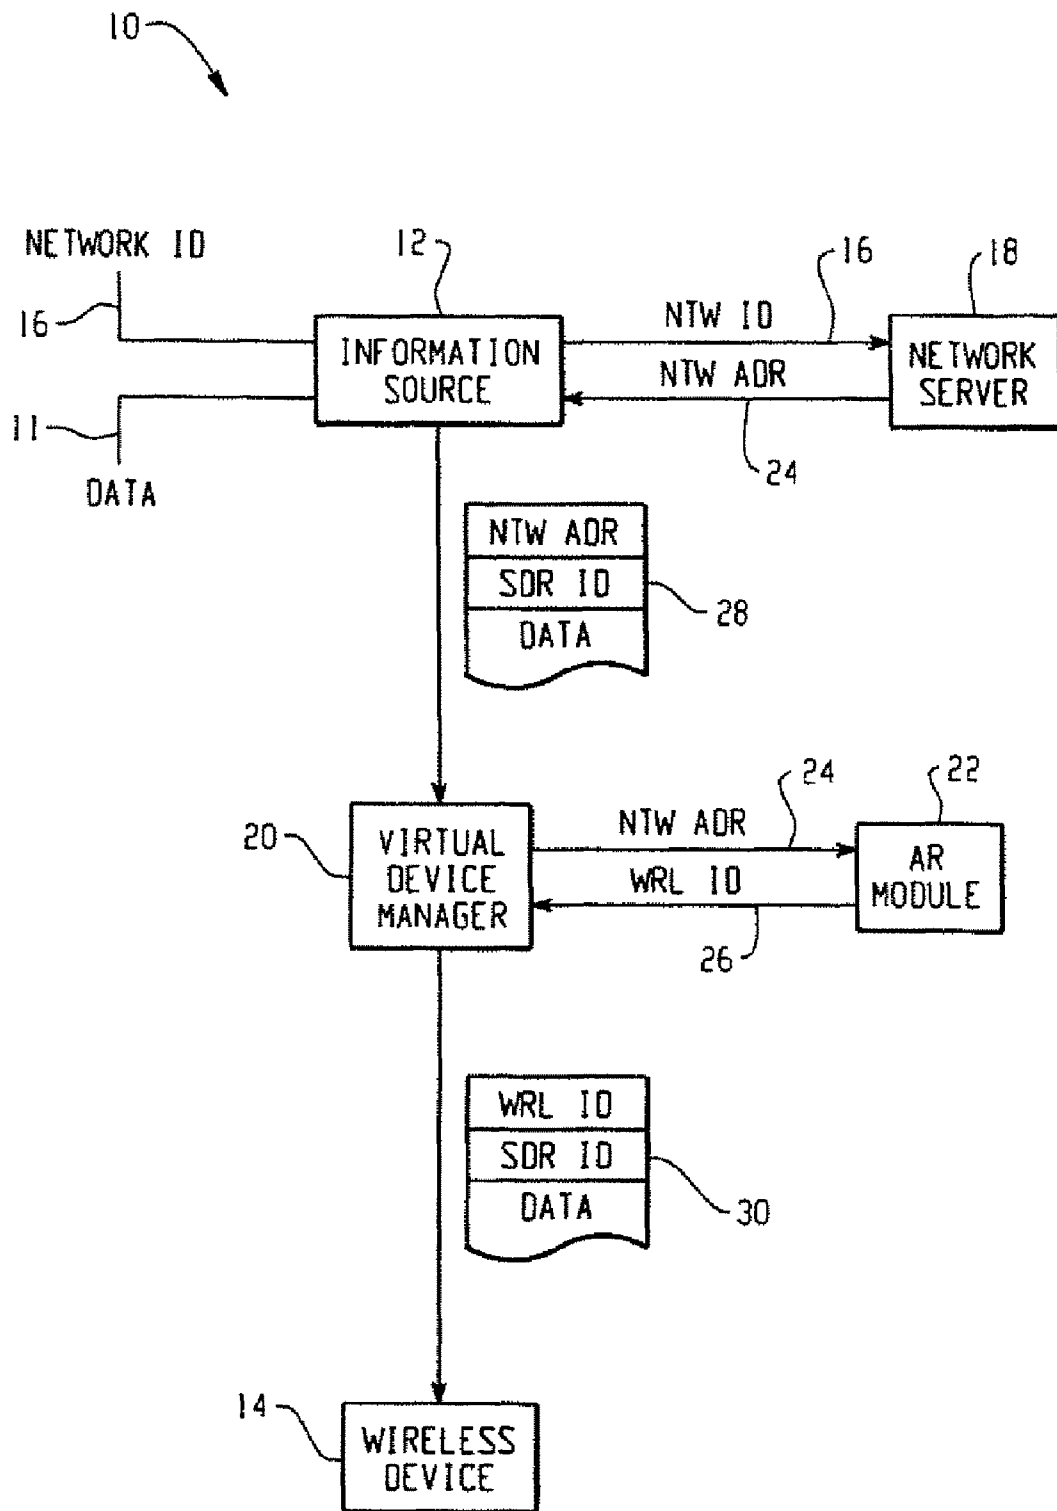 10
NETWORK ID
12
16
18
16
INFORMATION
SOURCE
NTW ID
NTW ADR
NETWORK
SERVER
11
DATA
24
NTW ADR
SDR ID
DATA
28
24
22
20
VIRTUAL
DEVICE
MANAGER
NTW ADR
WRL ID
AR
MODULE
26
WRL ID
SDR ID
DATA
30
14
WIRELESS
DEVICE